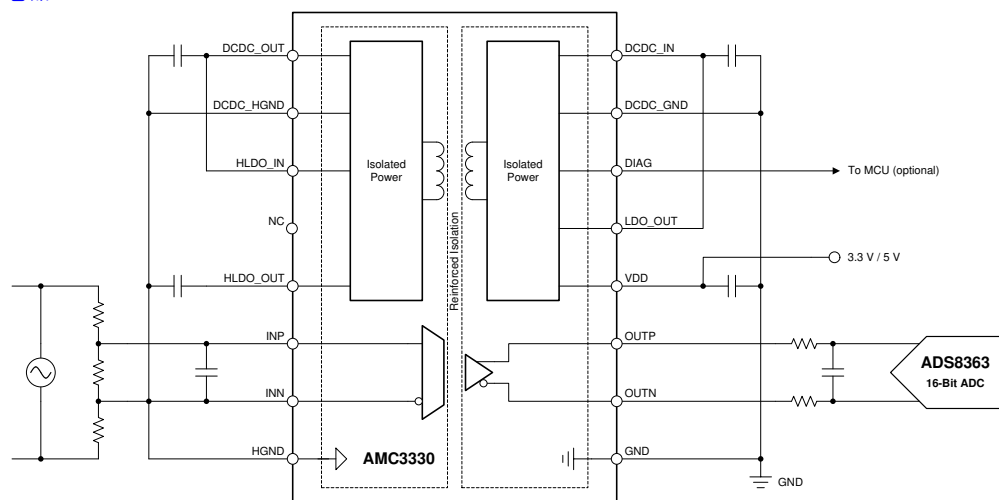 DCDC_OUT
DCDC_IN
DCDC_HGND
DCDC_GND
HLDO_IN
Isolated
Power
Isolated
Power
DIAG
To MCU (optional)
NC
LDO_OUT
Reinforced Isolation
HLDO_OUT
VDD
3.3 V / 5 V
INP
OUTP
ADS8363
16-Bit ADC
INN
OUTN
HGND
AMC3330
GND
GND